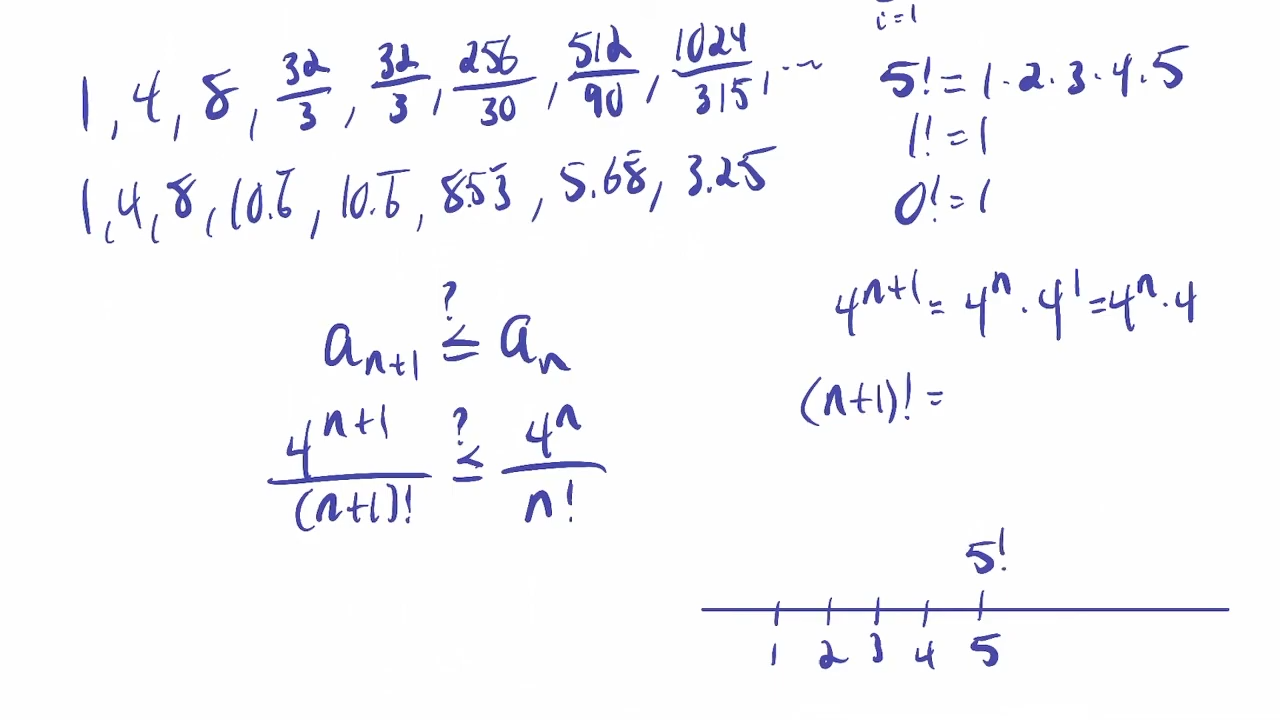 i=1
1, 4, 8, 32/3, 32/3, 256/30, 512/90, 1024/315, ...
5! = 1·2·3·4·5
1! = 1
1, 4, 8, 10.6̄, 10.6̄, 8.53̄, 5.68̄, 3.25
0! = 1
4^{n+1} = 4^n · 4^1 = 4^n · 4
a_{n+1} ≤? a_n
(n+1)! =
4^{n+1}/(n+1)! ≤? 4^n/n!
5!
1 2 3 4 5